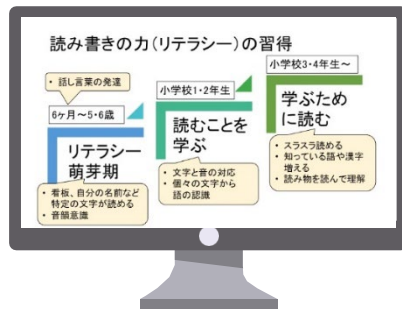 読み書きの力(リテラシー)の習得
・話し言葉の発達
6ヶ月~5・6歳
リテラシー
萌芽期
・看板、自分の名前など
特定の文字が読める
・音韻意識
小学校1・2年生
読むことを
学ぶ
・文字と音の対応
・個々の文字から
語の認識
小学校3・4年生~
学ぶため
に読む
・スラスラ読める
・知っている語や漢字
増える
・読み物を読んで理解